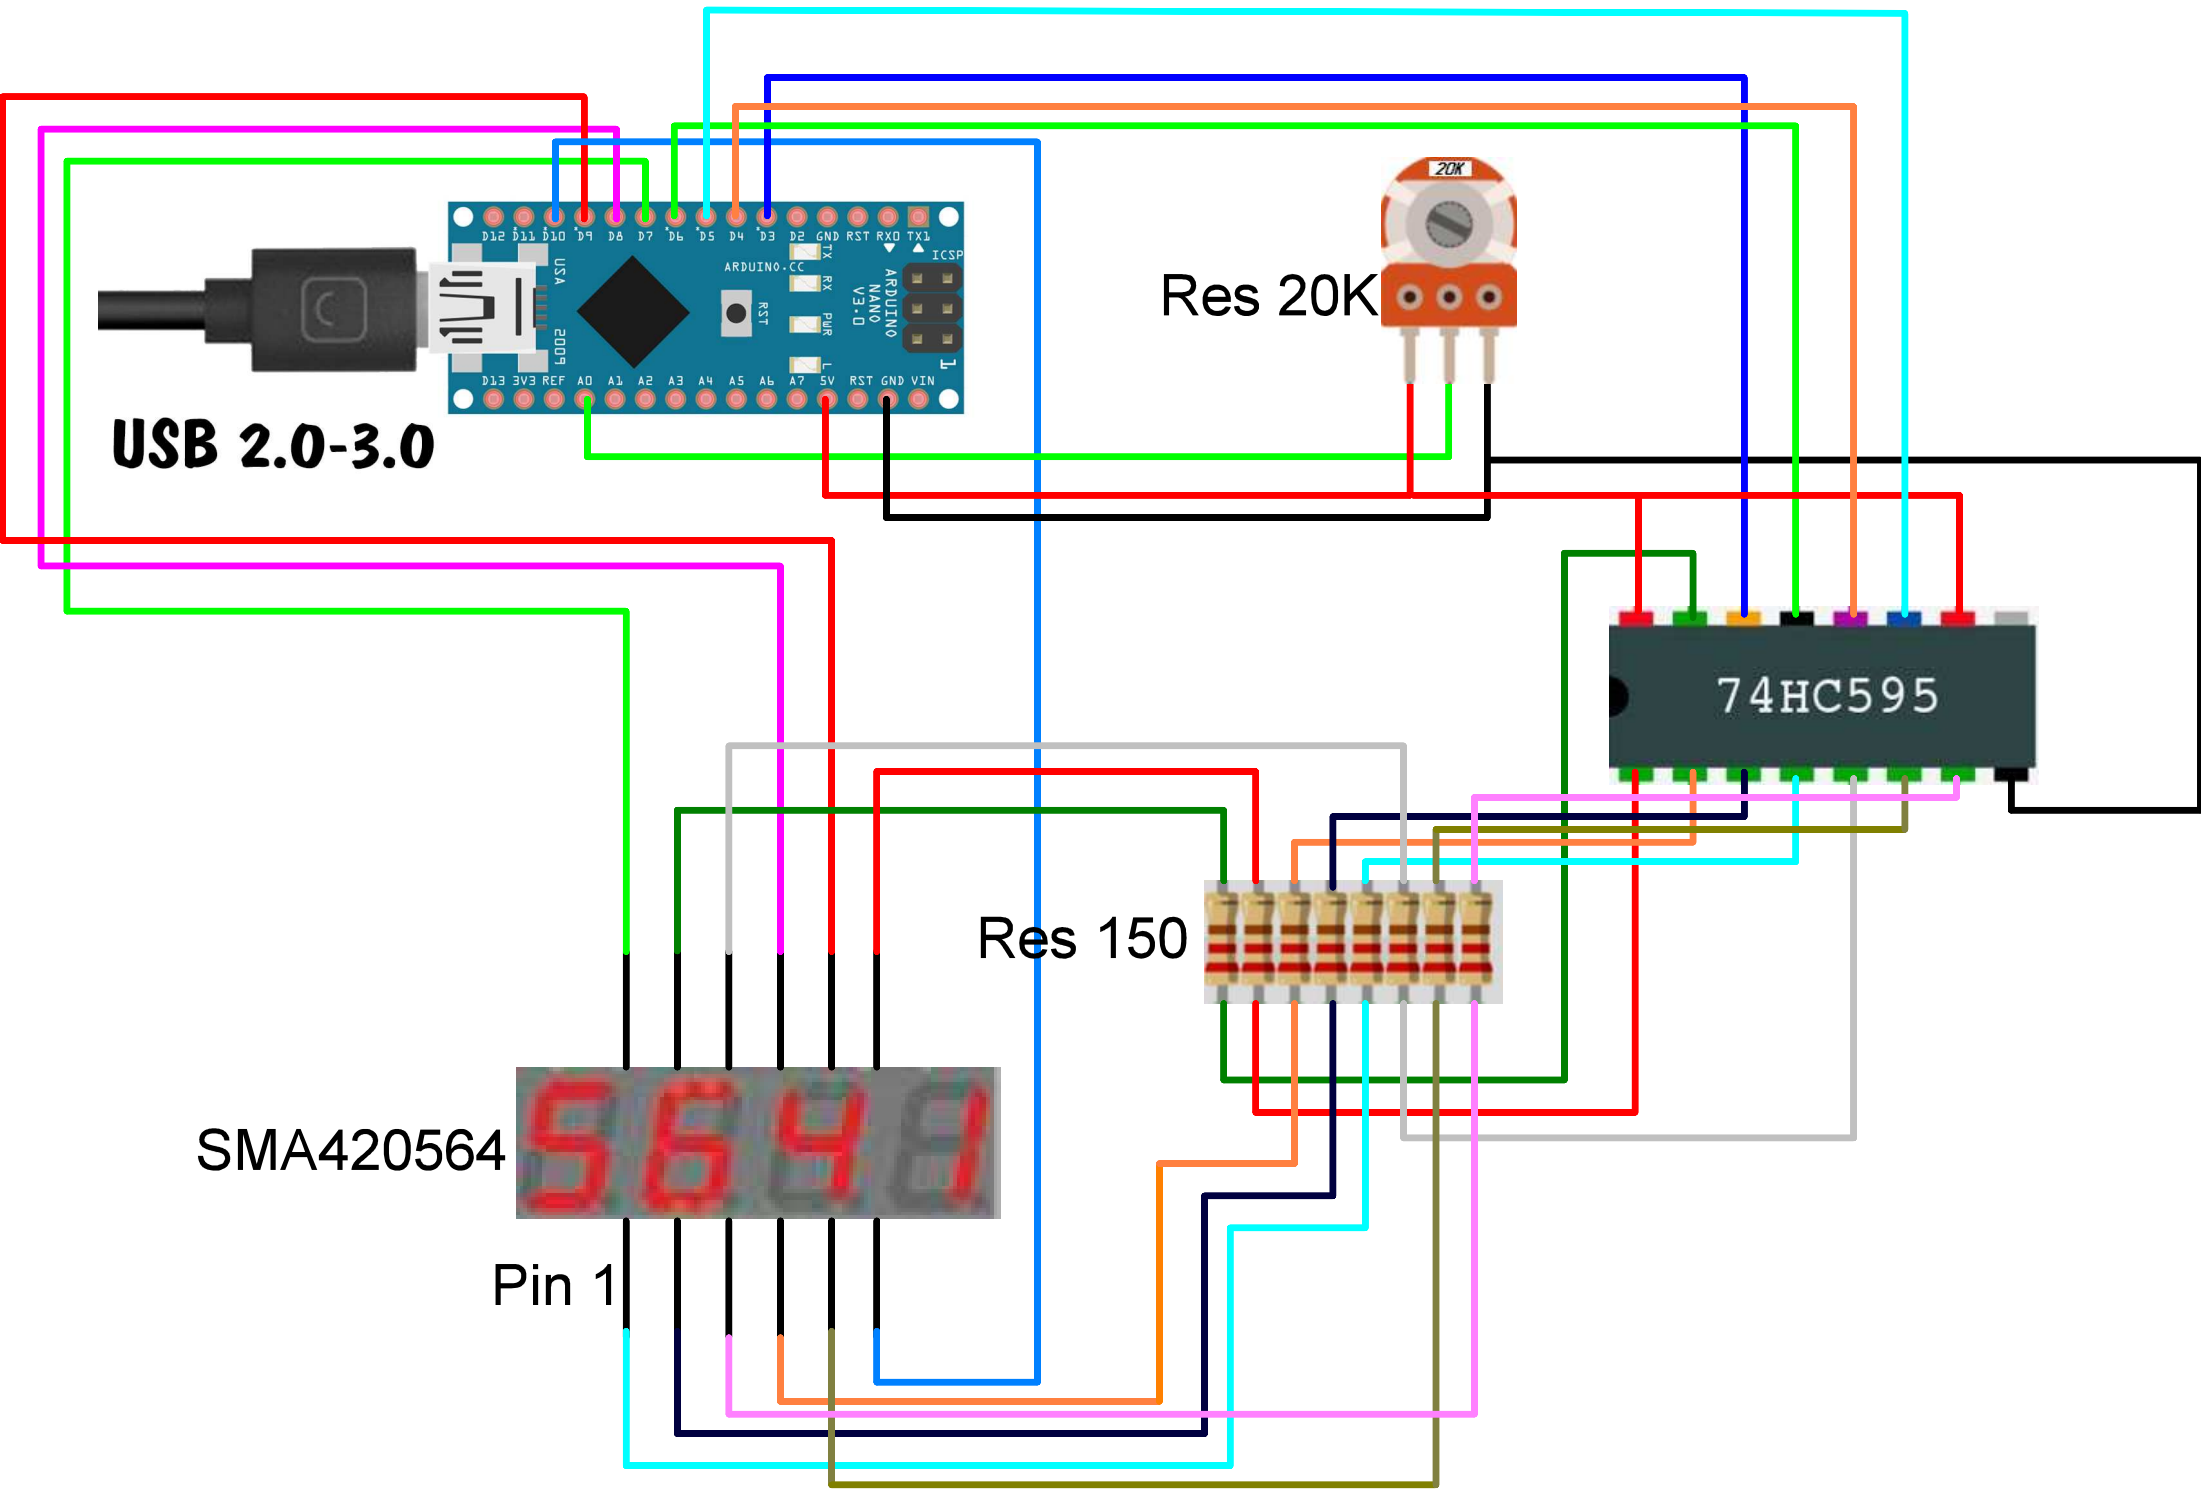 20K
Res 20K
D12 D11 D10 D9 D8 D7 D6 D5 D4 D3 D2 GND RST RX0 TX1
ICSP
TX
RX
PWR
L
ARDUINO.CC
RST
ARDUINO
NANO
V3.0
USA
2009
1
D13 3V3 REF A0 A1 A2 A3 A4 A5 A6 A7 5V RST GND VIN
USB 2.0-3.0
74HC595
Res 150
5641
SMA420564
Pin 1